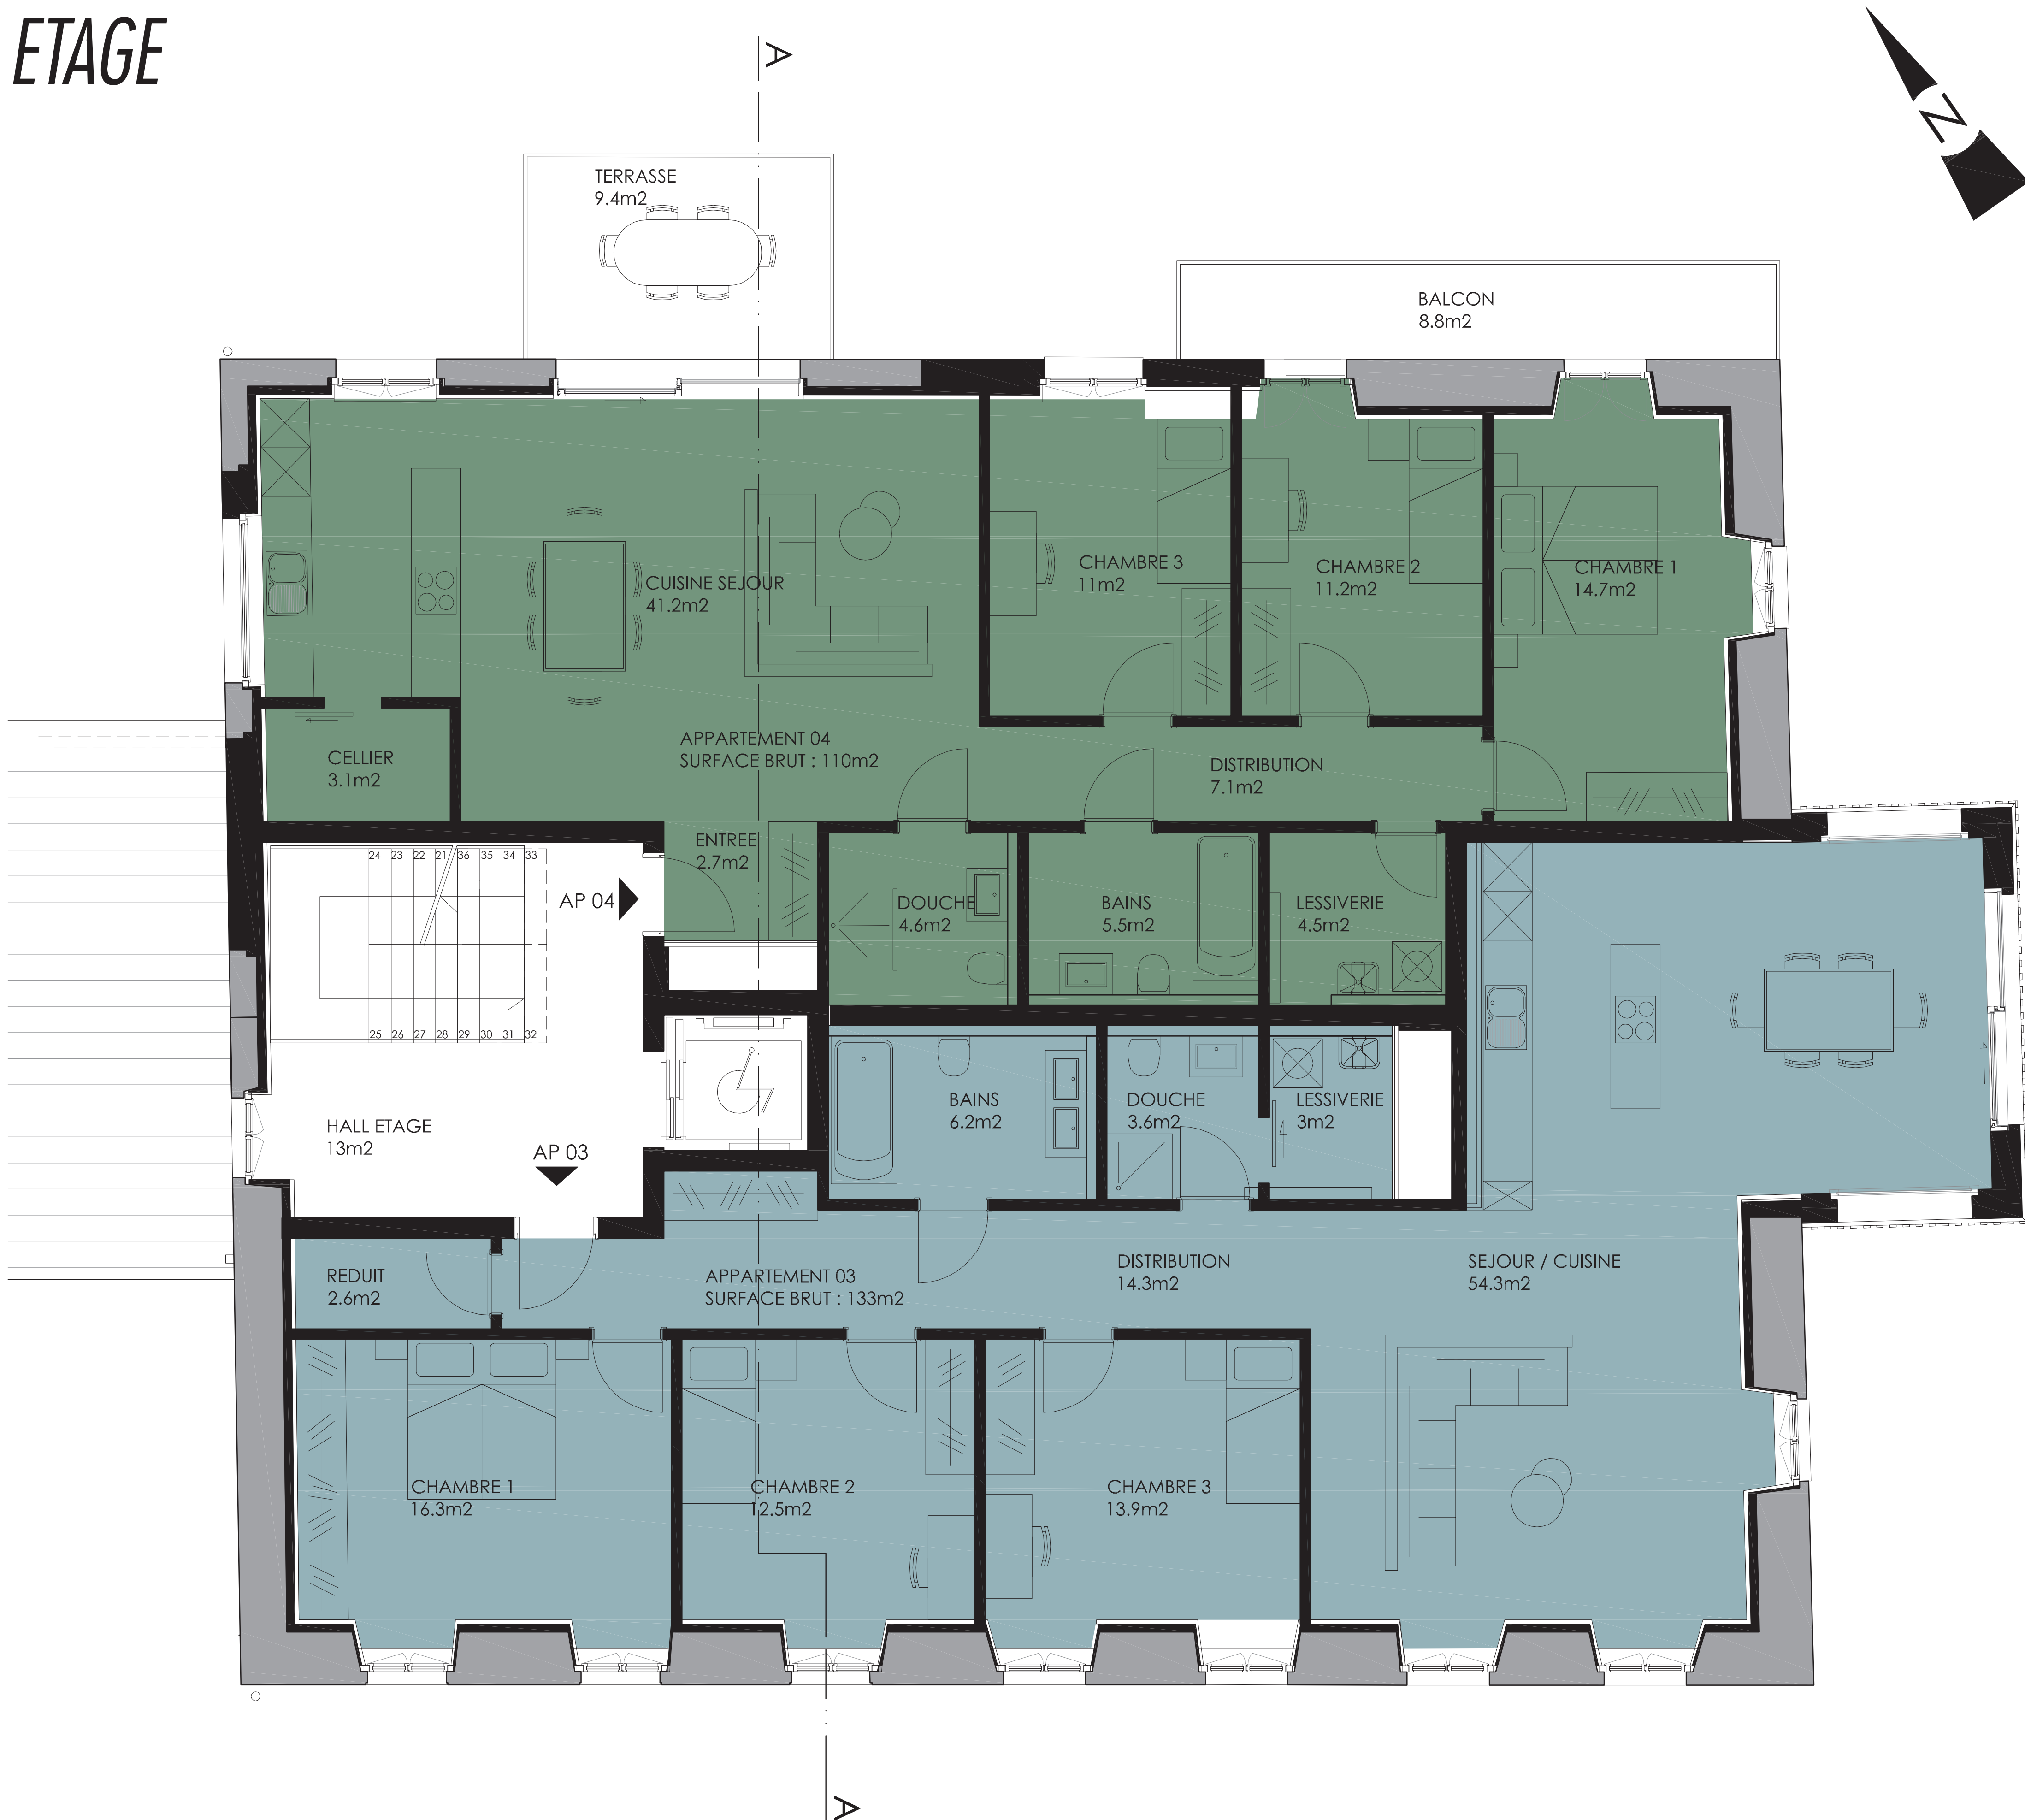 ETAGE
A
N
TERRASSE
9.4m2
BALCON
8.8m2
CUISINE SEJOUR
41.2m2
CHAMBRE 3
11m2
CHAMBRE 2
11.2m2
CHAMBRE 1
14.7m2
CELLIER
3.1m2
APPARTEMENT 04
SURFACE BRUT : 110m2
DISTRIBUTION
7.1m2
ENTREE
2.7m2
24 23 22 21 36 35 34 33
AP 04
DOUCHE
4.6m2
BAINS
5.5m2
LESSIVERIE
4.5m2
25 26 27 28 29 30 31 32
HALL ETAGE
13m2
AP 03
BAINS
6.2m2
DOUCHE
3.6m2
LESSIVERIE
3m2
REDUIT
2.6m2
APPARTEMENT 03
SURFACE BRUT : 133m2
DISTRIBUTION
14.3m2
SEJOUR / CUISINE
54.3m2
CHAMBRE 1
16.3m2
CHAMBRE 2
12.5m2
CHAMBRE 3
13.9m2
A